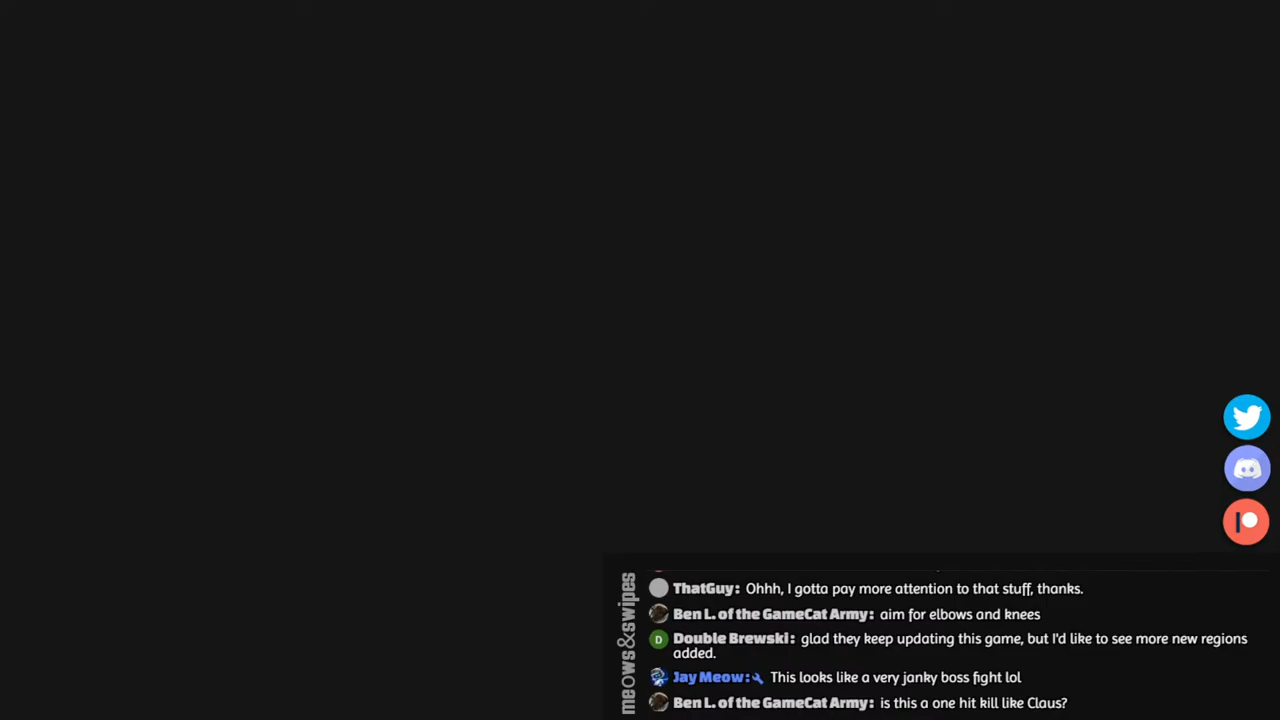 meows&swipes
ThatGuy: Ohhh, I gotta pay more attention to that stuff, thanks.
Ben L. of the GameCat Army: aim for elbows and knees
D Double Brewski: glad they keep updating this game, but I'd like to see more new regions
added.
Jay Meow: This looks like a very janky boss fight lol
Ben L. of the GameCat Army: is this a one hit kill like Claus?